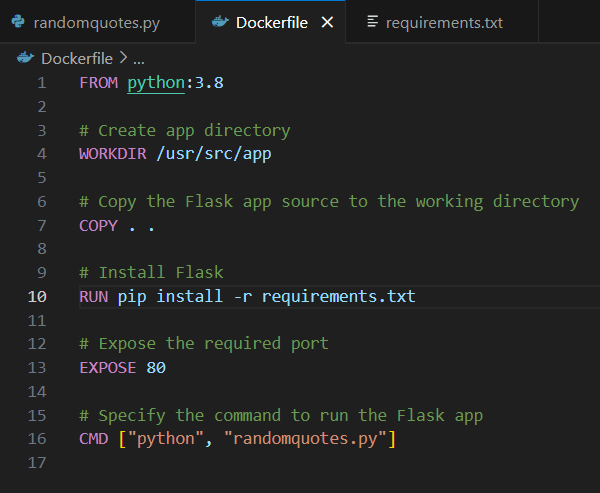 randomquotes.py Dockerfile × requirements.txt
Dockerfile > ...
1 FROM python:3.8
2
3 # Create app directory
4 WORKDIR /usr/src/app
5
6 # Copy the Flask app source to the working directory
7 COPY . .
8
9 # Install Flask
10 RUN pip install -r requirements.txt
11
12 # Expose the required port
13 EXPOSE 80
14
15 # Specify the command to run the Flask app
16 CMD ["python", "randomquotes.py"]
17